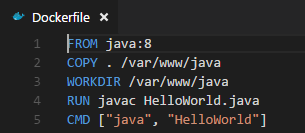 Dockerfile ×
1 FROM java:8
2 COPY . /var/www/java
3 WORKDIR /var/www/java
4 RUN javac HelloWorld.java
5 CMD ["java", "HelloWorld"]